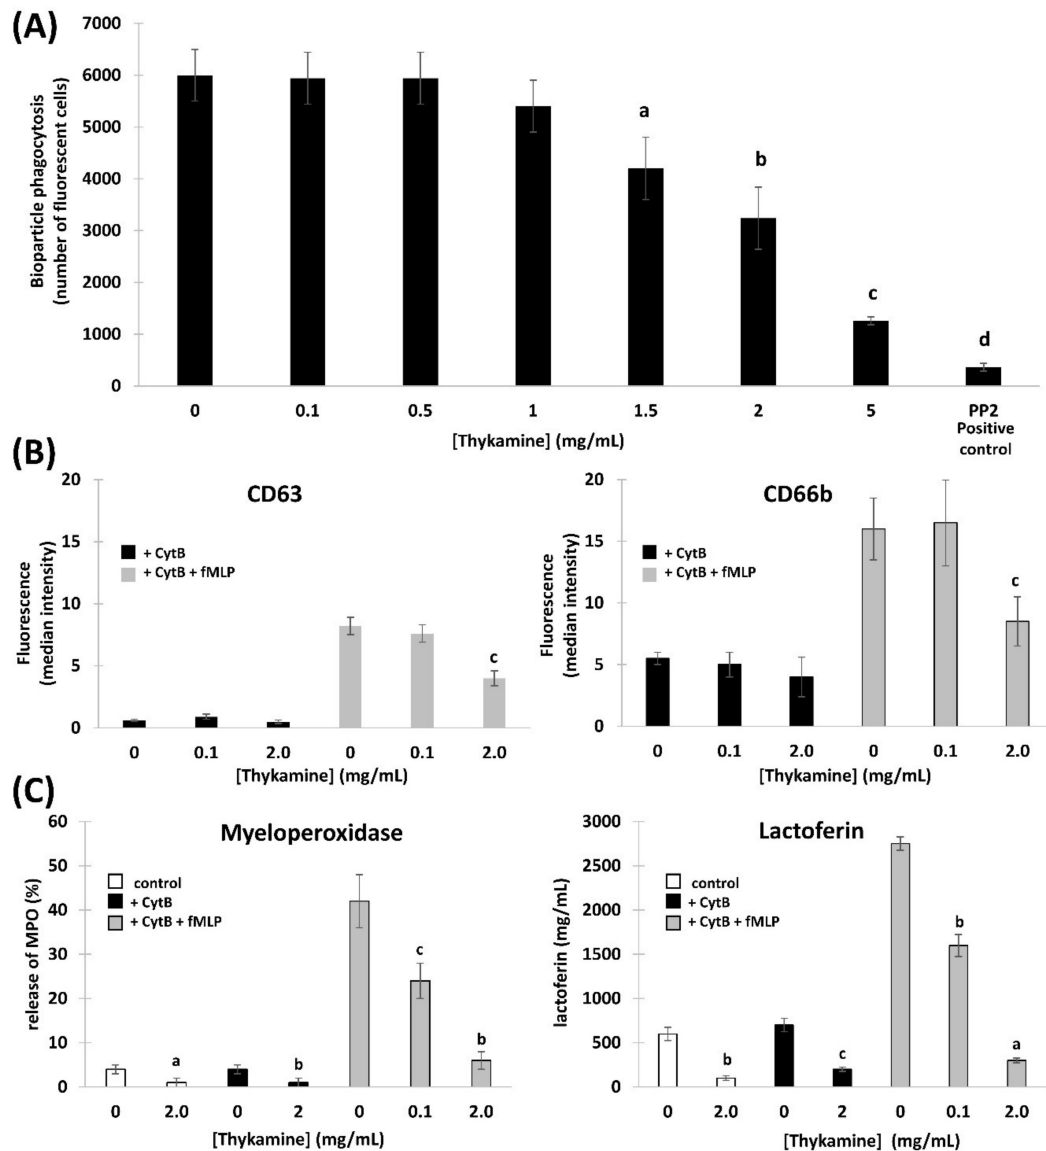 (A)
7000
6000
5000
4000
3000
2000
1000
0
Bioparticle phagocytosis
(number of fluorescent cells)
a
b
c
d
0 0.1 0.5 1 1.5 2 5 PP2
Positive
control
[Thykamine] (mg/mL)
(B)
CD63
20
15
10
5
0
Fluorescence
(median intensity)
+ CytB
+ CytB + fMLP
c
0 0.1 2.0 0 0.1 2.0
[Thykamine] (mg/mL)
CD66b
20
15
10
5
0
Fluorescence
(median intensity)
+ CytB
+ CytB + fMLP
c
0 0.1 2.0 0 0.1 2.0
[Thykamine] (mg/mL)
(C)
Myeloperoxidase
60
50
40
30
20
10
0
release of MPO (%)
control
+ CytB
+ CytB + fMLP
a
b
c
b
0 2.0 0 2 0 0.1 2.0
[Thykamine] (mg/mL)
Lactoferin
3000
2500
2000
1500
1000
500
0
lactoferin (mg/mL)
control
+ CytB
+ CytB + fMLP
b
c
b
a
0 2.0 0 2 0 0.1 2.0
[Thykamine] (mg/mL)